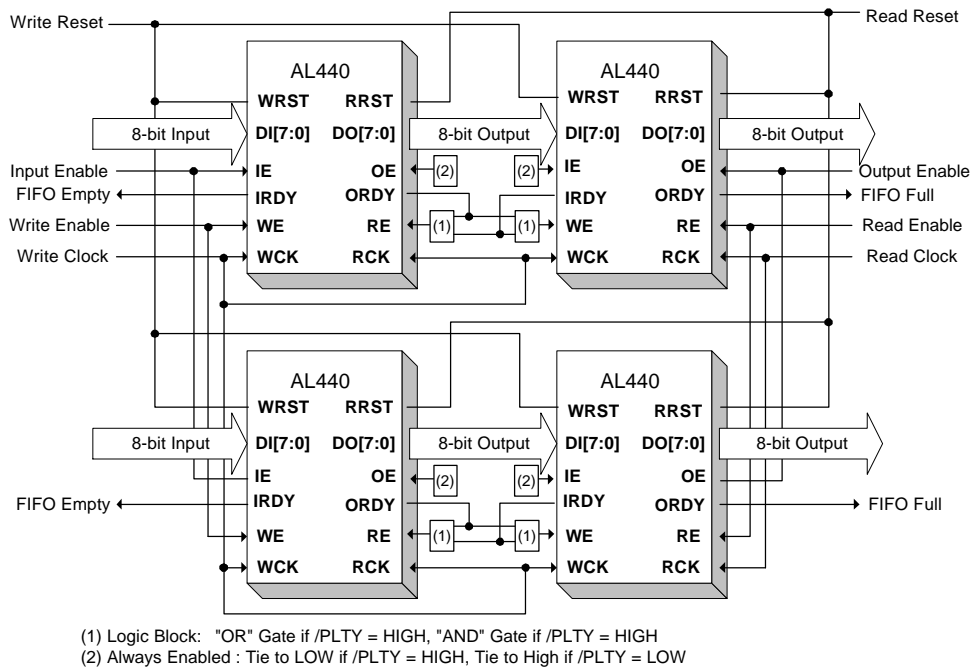 Write Reset
Read Reset
AL440
AL440
WRST RRST
WRST RRST
8-bit Input
DI[7:0] DO[7:0]
8-bit Output
DI[7:0] DO[7:0]
8-bit Output
Input Enable
IE OE
(2)
(2)
IE OE
Output Enable
FIFO Empty
IRDY ORDY
IRDY ORDY
FIFO Full
Write Enable
WE RE
(1)
(1)
WE RE
Read Enable
Write Clock
WCK RCK
WCK RCK
Read Clock
AL440
AL440
WRST RRST
WRST RRST
8-bit Input
DI[7:0] DO[7:0]
8-bit Output
DI[7:0] DO[7:0]
8-bit Output
IE OE
(2)
(2)
IE OE
FIFO Empty
IRDY ORDY
IRDY ORDY
FIFO Full
WE RE
(1)
(1)
WE RE
WCK RCK
WCK RCK
(1) Logic Block: "OR" Gate if /PLTY = HIGH, "AND" Gate if /PLTY = HIGH
(2) Always Enabled : Tie to LOW if /PLTY = HIGH, Tie to High if /PLTY = LOW